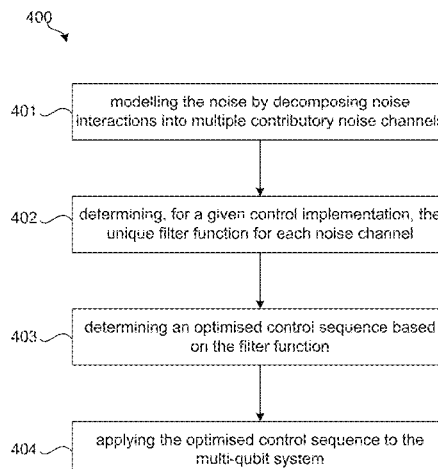 400
401
modelling the noise by decomposing noise
interactions into multiple contributory noise channels
402
determining, for a given control implementation, the
unique filter function for each noise channel
403
determining an optimised control sequence based
on the filter function
404
applying the optimised control sequence to the
multi-qubit system